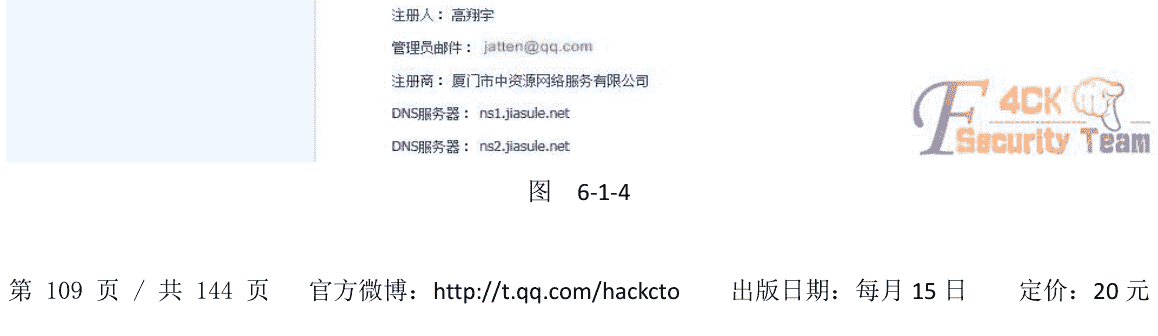 注册人： 高翔宇
管理员邮件： jatten@qq.com
注册商： 厦门市中资源网络服务有限公司
DNS服务器： ns1.jiasule.net
DNS服务器： ns2.jiasule.net
F4CK
Security Team
图 6-1-4
第 109 页 / 共 144 页 官方微博：http://t.qq.com/hackcto 出版日期：每月 15 日 定价：20 元